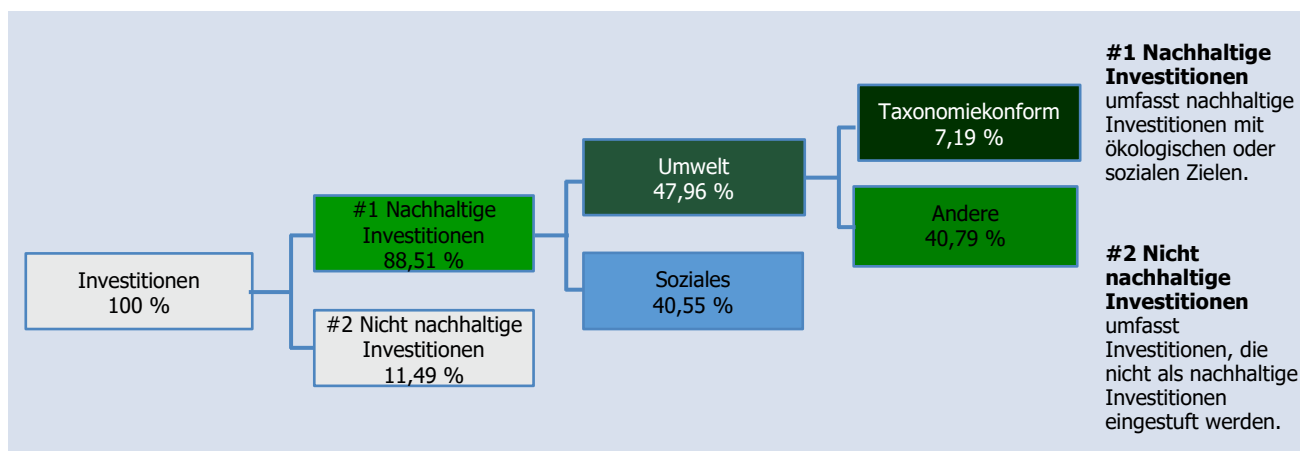 Investitionen
100 %
#1 Nachhaltige
Investitionen
88,51 %
#2 Nicht nachhaltige
Investitionen
11,49 %
Umwelt
47,96 %
Soziales
40,55 %
Taxonomiekonform
7,19 %
Andere
40,79 %
#1 Nachhaltige
Investitionen
umfasst nachhaltige
Investitionen mit
ökologischen oder
sozialen Zielen.
#2 Nicht
nachhaltige
Investitionen
umfasst
Investitionen, die
nicht als nachhaltige
Investitionen
eingestuft werden.